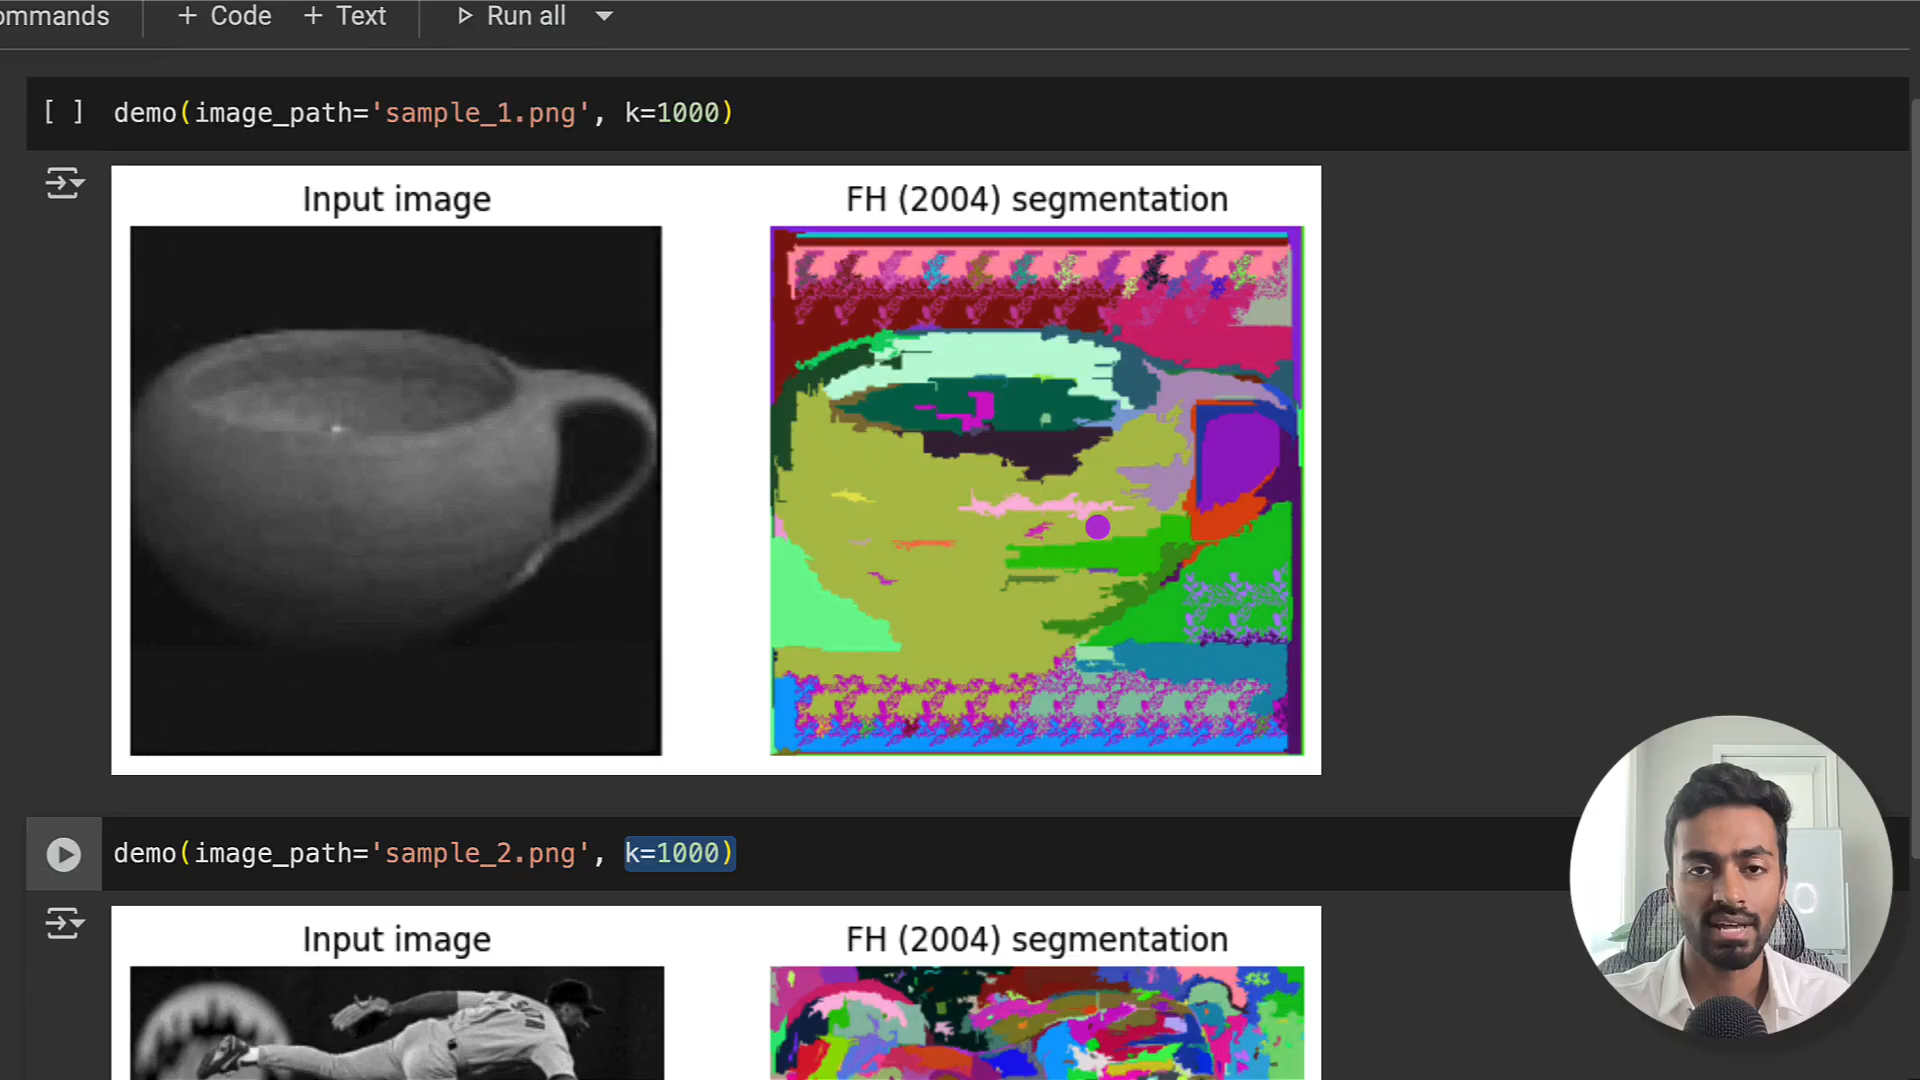 ommands + Code + Text Run all
[ ] demo(image_path='sample_1.png', k=1000)
Input image FH (2004) segmentation
demo(image_path='sample_2.png', k=1000)
Input image FH (2004) segmentation